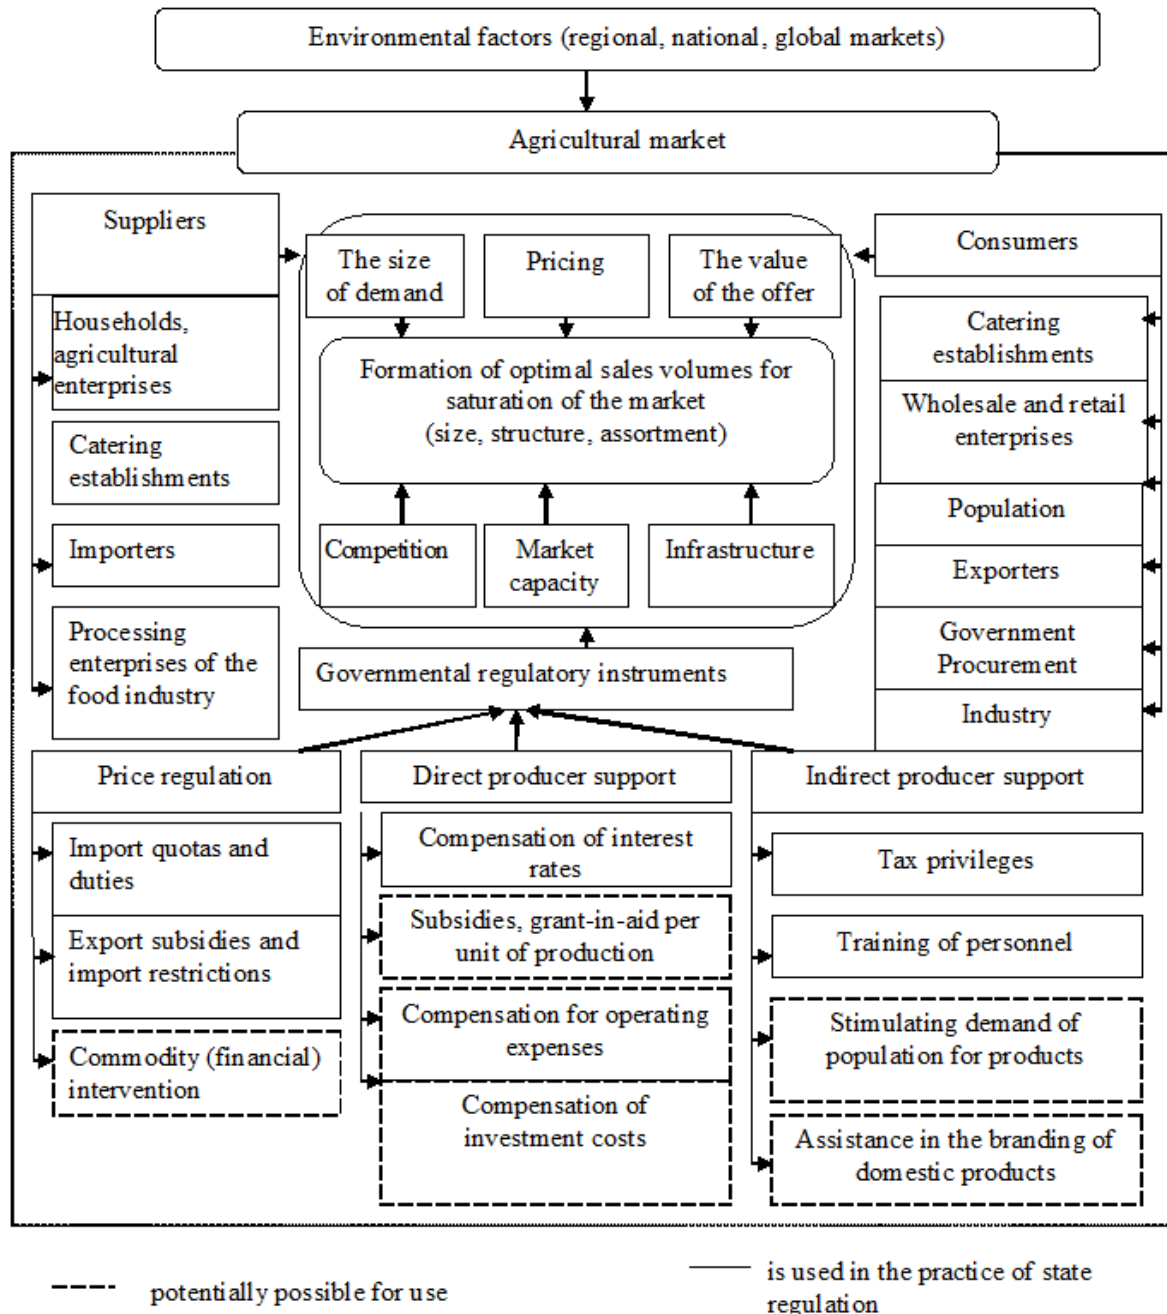 Environmental factors (regional, national, global markets)
Agricultural market
Suppliers
Households,
agricultural
enterprises
Catering
establishments
Importers
Processing
enterprises of the
food industry
The size
of demand
Pricing
The value
of the offer
Formation of optimal sales volumes for
saturation of the market
(size, structure, assortment)
Competition
Market
capacity
Infrastructure
Governmental regulatory instruments
Consumers
Catering
establishments
Wholesale and retail
enterprises
Population
Exporters
Government
Procurement
Industry
Price regulation
Import quotas and
duties
Export subsidies and
import restrictions
Commodity (financial)
intervention
Direct producer support
Compensation of interest
rates
Subsidies, grant-in-aid per
unit of production
Compensation for operating
expenses
Compensation of
investment costs
Indirect producer support
Tax privileges
Training of personnel
Stimulating demand of
population for products
Assistance in the branding of
domestic products
potentially possible for use
is used in the practice of state
regulation